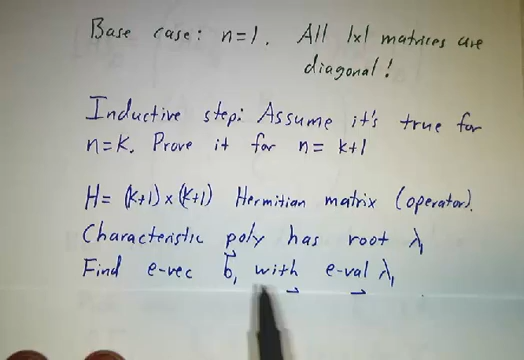 Base case: n=1. All 1x1 matrices are
diagonal!
Inductive step: Assume it's true for
n=k. Prove it for n= k+1
H= (k+1) x (k+1) Hermitian matrix (operator).
Characteristic poly has root λ₁
Find e-vec b⃗₁ with e-val λ₁